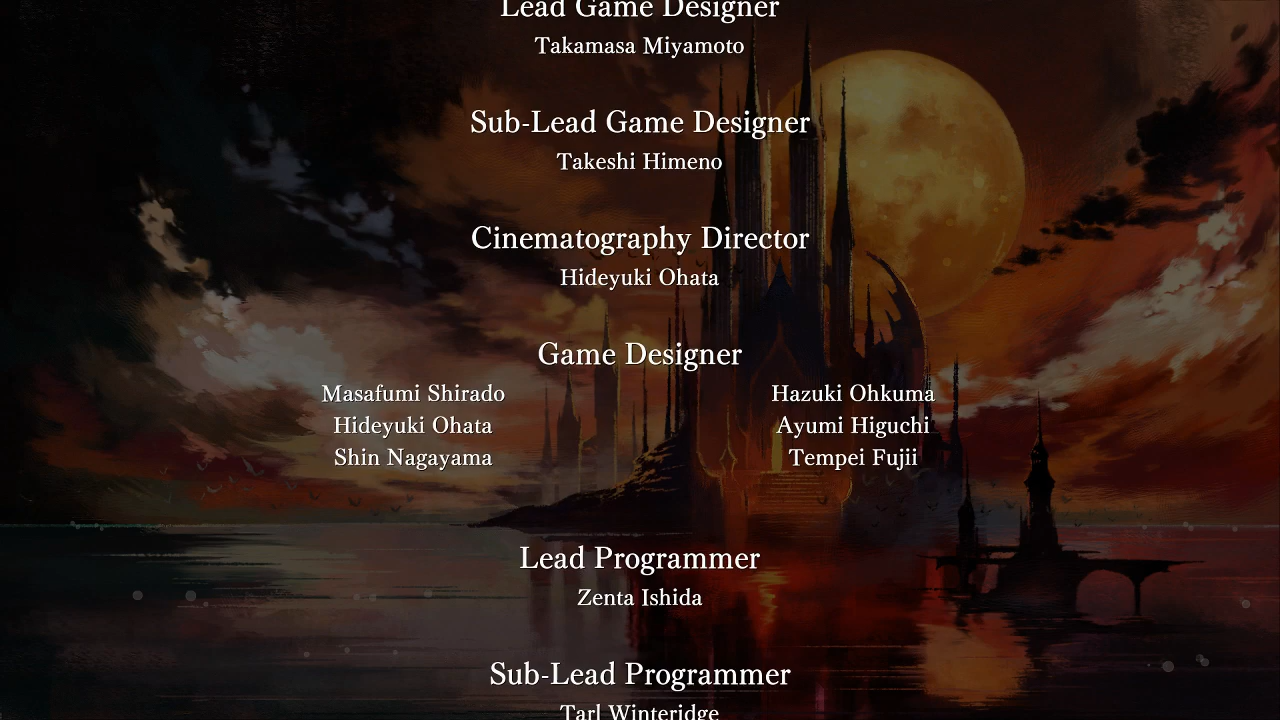 Lead Game Designer
Takamasa Miyamoto
Sub-Lead Game Designer
Takeshi Himeno
Cinematography Director
Hideyuki Ohata
Game Designer
Masafumi Shirado
Hideyuki Ohata
Shin Nagayama
Hazuki Ohkuma
Ayumi Higuchi
Tempei Fujii
Lead Programmer
Zenta Ishida
Sub-Lead Programmer
Tarl Winteridge